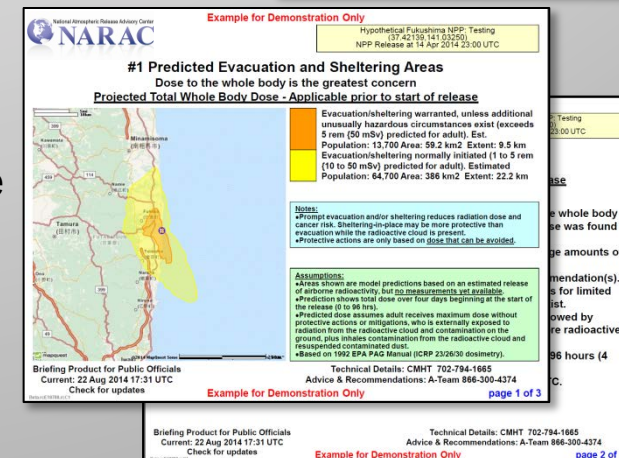 National Atmospheric Release Advisory Center
NARAC
Example for Demonstration Only
Hypothetical Fukushima NPP: Testing
(37.42139,141.03250)
NPP Release at 14 Apr 2014 23:00 UTC
#1 Predicted Evacuation and Sheltering Areas
Dose to the whole body is the greatest concern
Projected Total Whole Body Dose - Applicable prior to start of release
Evacuation/sheltering warranted, unless additional
unusually hazardous circumstances exist (exceeds
5 rem {50 mSv} predicted for adult). Est.
Population: 13,700 Area: 59.2 km2 Extent: 9.5 km
Evacuation/sheltering normally initiated (1 to 5 rem
{10 to 50 mSv} predicted for adult). Estimated
Population: 64,700 Area: 386 km2 Extent: 22.2 km
Minamisoma
Tamura
(田村市)
114
Notes:
●Prompt evacuation and/or sheltering reduces radiation dose and
cancer risk. Sheltering-in-place may be more protective than
evacuation while the radioactive cloud is present.
●Protective actions are only based on dose that can be avoided.
Assumptions:
●Areas shown are model predictions based on an estimated release
of airborne radioactivity, but no measurements yet available.
●Prediction shows total dose over four days beginning at the start of
the release (0 to 96 hrs).
●Predicted dose assumes adult receives maximum dose without
protective actions or mitigations, who is externally exposed to
radiation from the radioactive cloud and contamination on the
ground, plus inhales contamination from the radioactive cloud and
resuspended contaminated dust.
●Based on 1992 EPA PAG Manual (ICRP 23/26/30 dosimetry).
mapquest
Briefing Product for Public Officials
Current: 22 Aug 2014 17:31 UTC
Check for updates
Technical Details: CMHT 702-794-1665
Advice & Recommendations: A-Team 866-300-4374
Example for Demonstration Only
page 1 of 3
e
P: Testing
23:00 UTC
ase
e whole body
se was found
ge amounts o
mendation(s).
s for limited
ist.
owed by
re radioactive
96 hours (4
C.
Briefing Product for Public Officials
Current: 22 Aug 2014 17:31 UTC
Check for updates
Technical Details: CMHT 702-794-1665
Advice & Recommendations: A-Team 866-300-4374
Example for Demonstration Only
page 2 of